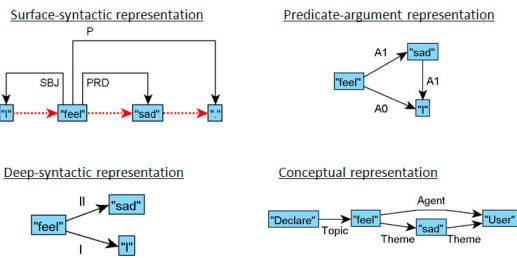 Surface-syntactic representation
P
SBJ
PRD
"I"
"feel"
"sad"
"."
Predicate-argument representation
A1
"sad"
"feel"
A1
A0
"I"
Deep-syntactic representation
II
"sad"
"feel"
I
"I"
Conceptual representation
Agent
"Declare"
"feel"
"User"
Topic
"sad"
Theme
Theme